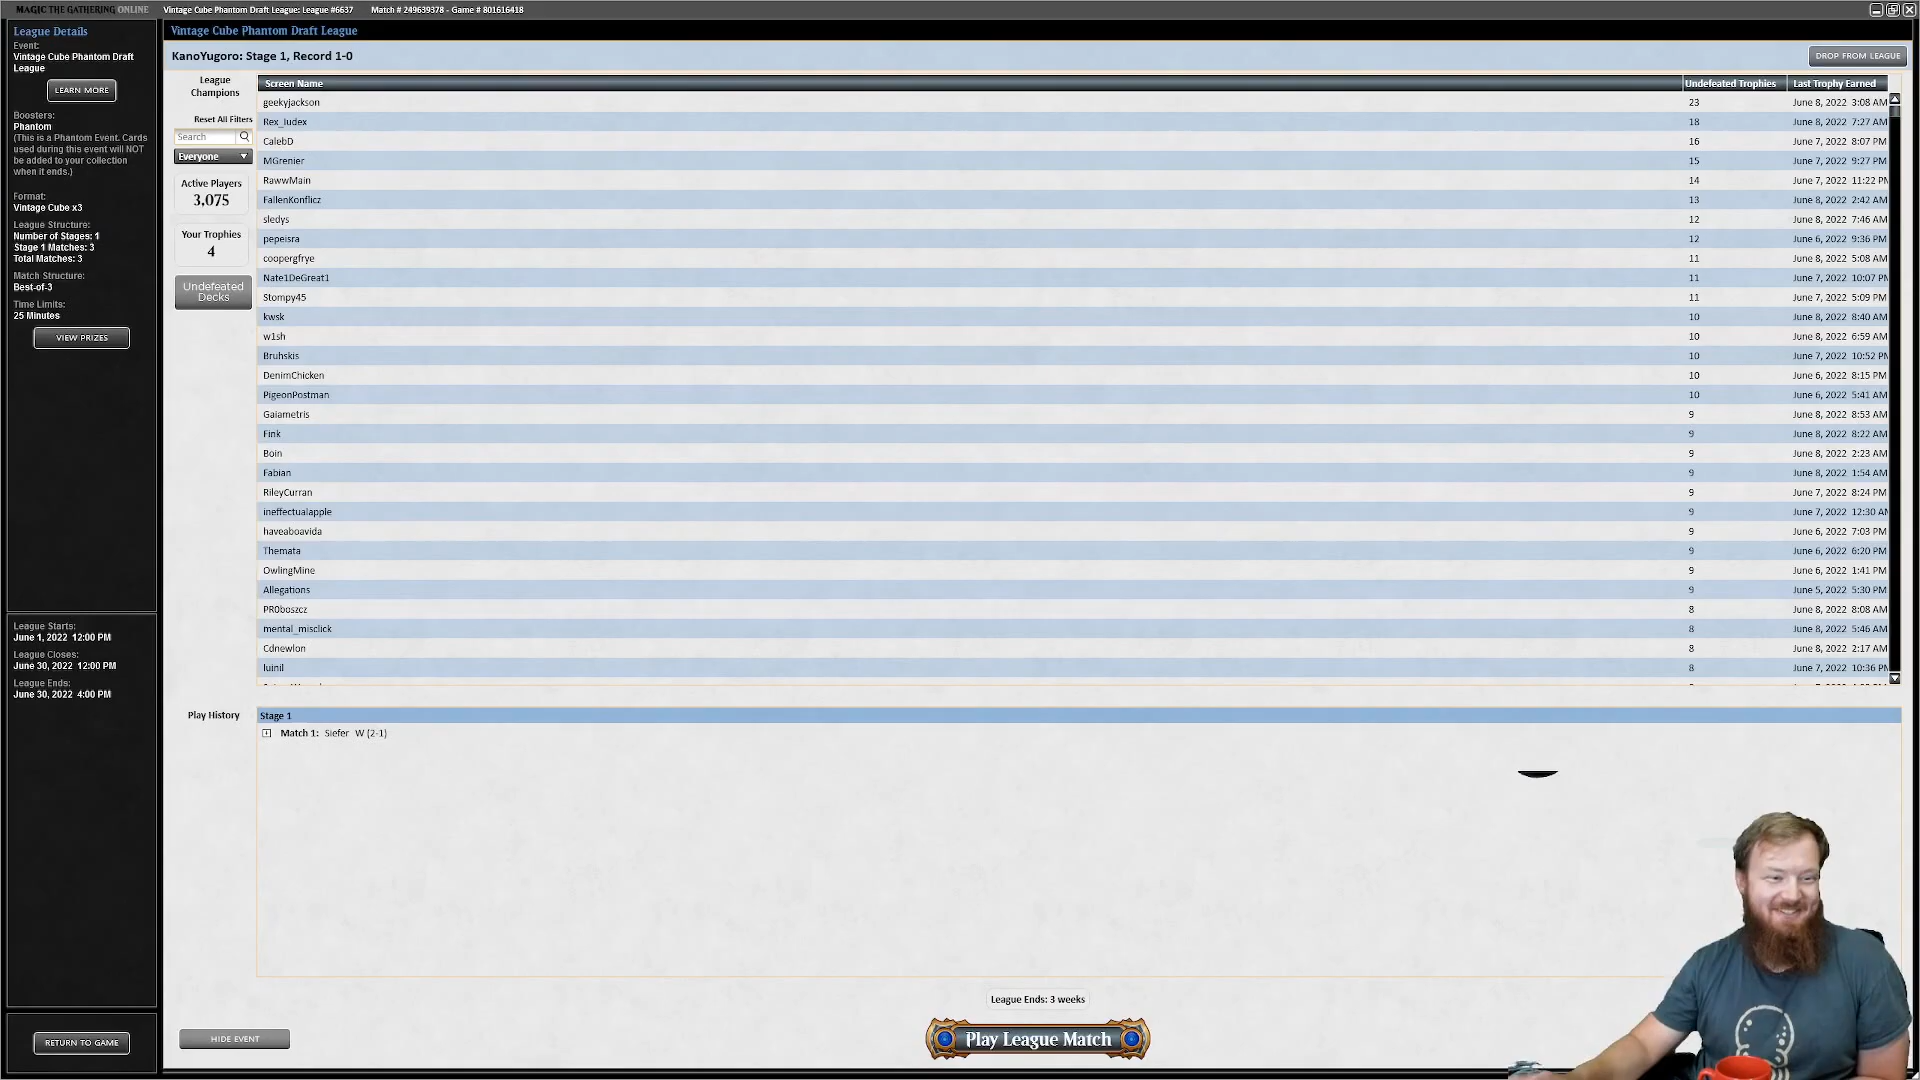 MAGIC THE GATHERING ONLINE
Vintage Cube Phantom Draft League: League #6637
Match # 249639378 - Game # 801616418
League Details
Event:
Vintage Cube Phantom Draft
League
LEARN MORE
Boosters:
Phantom
(This is a Phantom Event. Cards
used during this event will NOT
be added to your collection
when it ends.)
Format:
Vintage Cube x3
League Structure:
Number of Stages: 1
Stage 1 Matches: 3
Total Matches: 3
Match Structure:
Best-of-3
Time Limits:
25 Minutes
VIEW PRIZES
League Starts:
June 1, 2022 12:00 PM
League Closes:
June 30, 2022 12:00 PM
League Ends:
June 30, 2022 4:00 PM
RETURN TO GAME
Vintage Cube Phantom Draft League
KanoYugoro: Stage 1, Record 1-0
DROP FROM LEAGUE
League
Champions
Reset All Filters
Search
Everyone
Active Players
3,075
Your Trophies
4
Undefeated
Decks
Screen Name Undefeated Trophies Last Trophy Earned
geekyjackson 23 June 8, 2022 3:08 AM
Rex_Iudex 18 June 8, 2022 7:27 AM
CalebD 16 June 7, 2022 8:07 PM
MGrenier 15 June 7, 2022 9:27 PM
RawwMain 14 June 7, 2022 11:22 PM
FallenKonflicz 13 June 8, 2022 2:42 AM
sledys 12 June 8, 2022 7:46 AM
pepeisra 12 June 6, 2022 9:36 PM
coopergfrye 11 June 8, 2022 5:08 AM
Nate1DeGreat1 11 June 7, 2022 10:07 PM
Stompy45 11 June 7, 2022 5:09 PM
kwsk 10 June 8, 2022 8:40 AM
w1sh 10 June 8, 2022 6:59 AM
Bruhskis 10 June 7, 2022 10:52 PM
DenimChicken 10 June 6, 2022 8:15 PM
PigeonPostman 10 June 6, 2022 5:41 AM
Gaiametris 9 June 8, 2022 8:53 AM
Fink 9 June 8, 2022 8:22 AM
Boin 9 June 8, 2022 2:23 AM
Fabian 9 June 8, 2022 1:54 AM
RileyCurran 9 June 7, 2022 8:24 PM
ineffectualapple 9 June 7, 2022 12:30 AM
haveaboavida 9 June 6, 2022 7:03 PM
Themata 9 June 6, 2022 6:20 PM
OwlingMine 9 June 6, 2022 1:41 PM
Allegations 9 June 5, 2022 5:30 PM
PR0boszcz 8 June 8, 2022 8:08 AM
mental_misclick 8 June 8, 2022 5:46 AM
Cdnewlon 8 June 8, 2022 2:17 AM
luinil 8 June 7, 2022 10:36 PM
Play History
Stage 1
Match 1: Siefer W (2-1)
League Ends: 3 weeks
HIDE EVENT
Play League Match